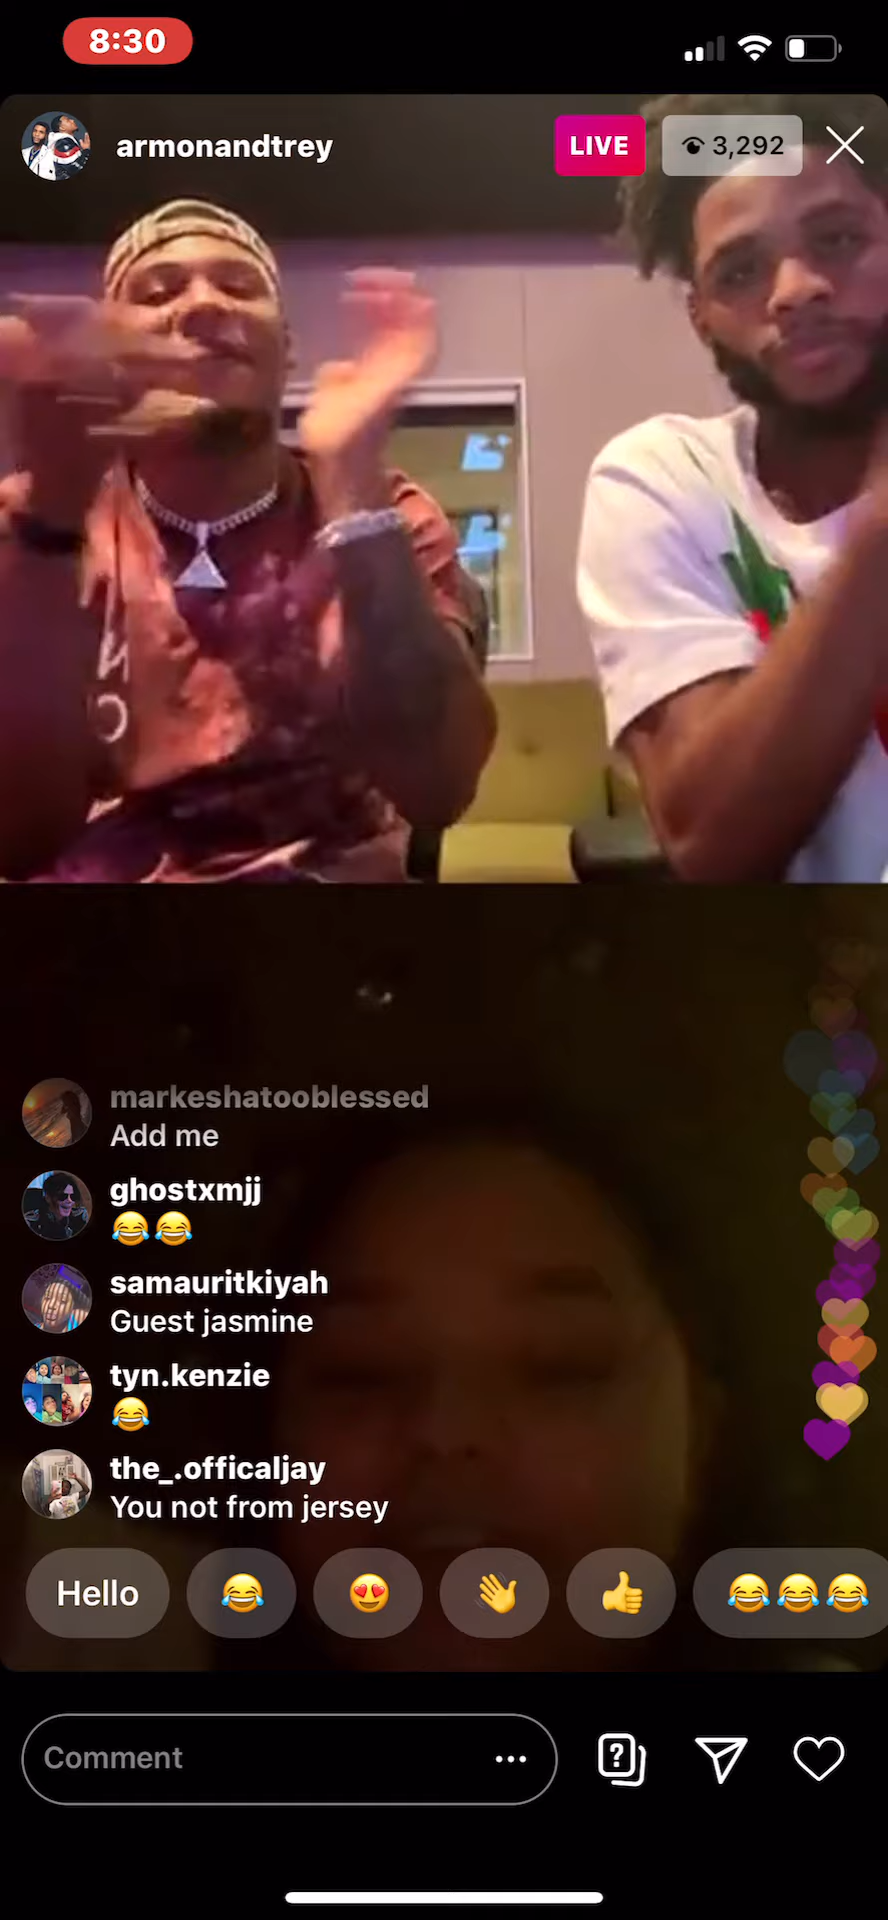 8:30
armonandtrey
LIVE
3,292
markeshatooblessed
Add me
ghostxmjj
😂😂
samauritkiyah
Guest jasmine
tyn.kenzie
😂
the_.officaljay
You not from jersey
Hello 😂 😍 👋 👍 😂😂😂
Comment